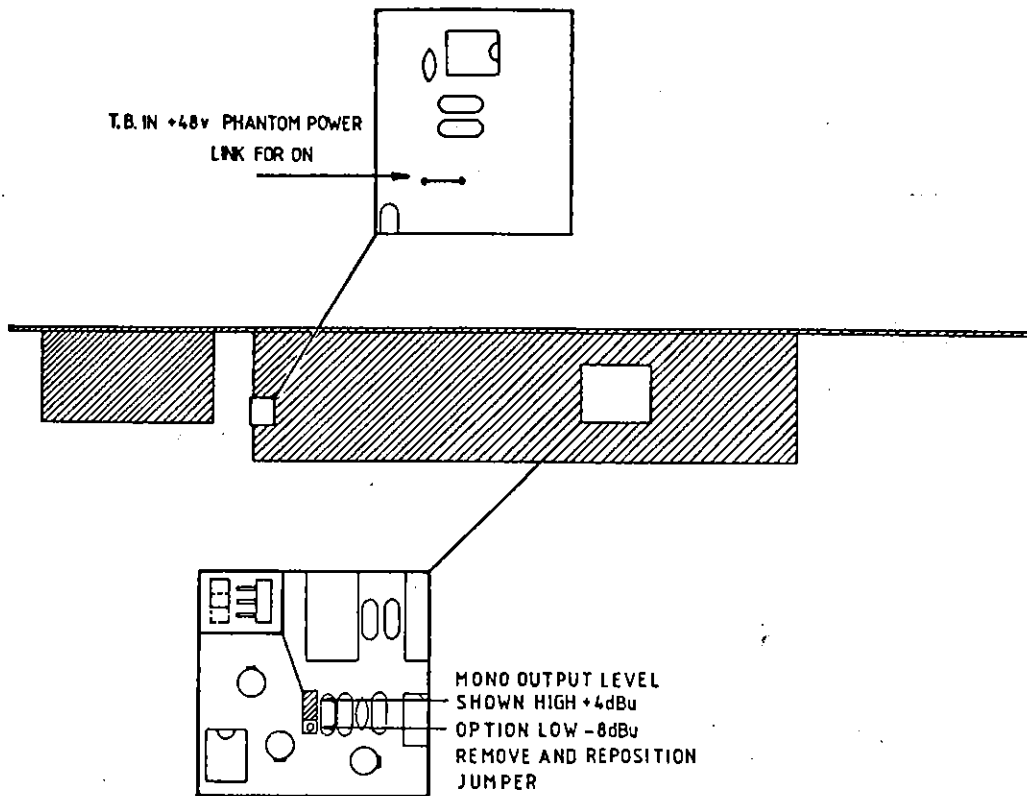 T.B. IN +48v PHANTOM POWER
LINK FOR ON
MONO OUTPUT LEVEL
SHOWN HIGH +4dBu
OPTION LOW -8dBu
REMOVE AND REPOSITION
JUMPER